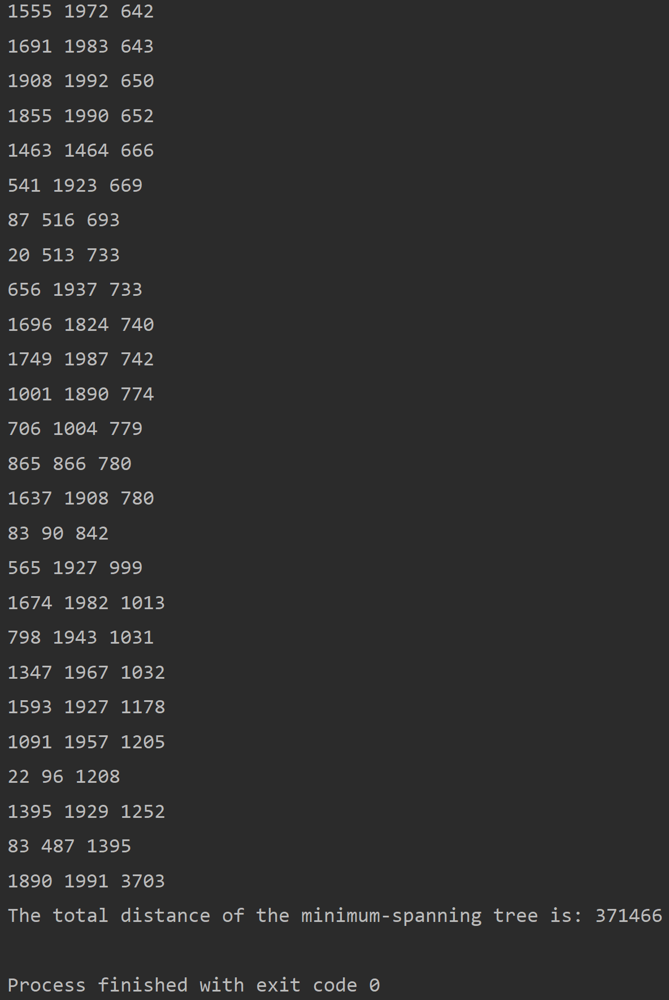 1555 1972 642
1691 1983 643
1908 1992 650
1855 1990 652
1463 1464 666
541 1923 669
87 516 693
20 513 733
656 1937 733
1696 1824 740
1749 1987 742
1001 1890 774
706 1004 779
865 866 780
1637 1908 780
83 90 842
565 1927 999
1674 1982 1013
798 1943 1031
1347 1967 1032
1593 1927 1178
1091 1957 1205
22 96 1208
1395 1929 1252
83 487 1395
1890 1991 3703
The total distance of the minimum-spanning tree is: 371466
Process finished with exit code 0